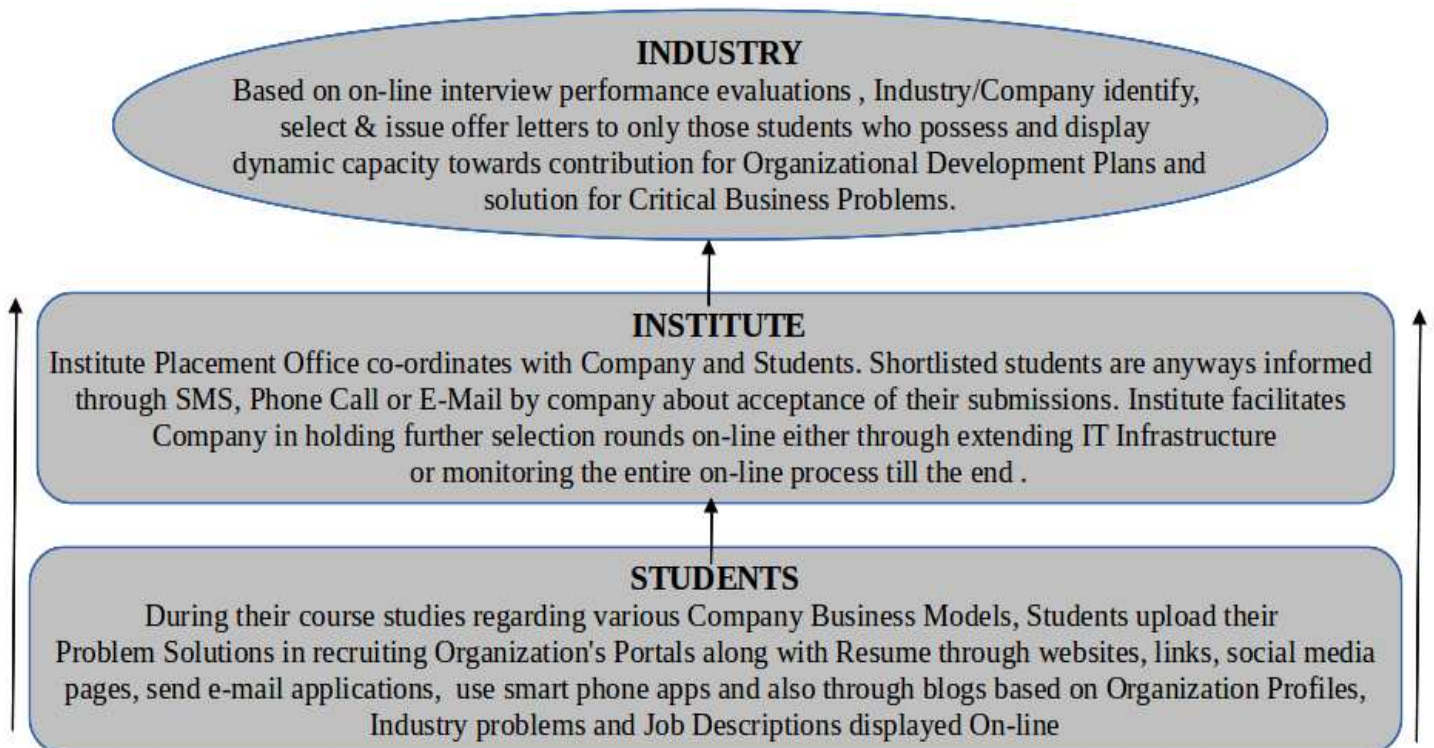 INDUSTRY
Based on on-line interview performance evaluations , Industry/Company identify,
select & issue offer letters to only those students who possess and display
dynamic capacity towards contribution for Organizational Development Plans and
solution for Critical Business Problems.
INSTITUTE
Institute Placement Office co-ordinates with Company and Students. Shortlisted students are anyways informed
through SMS, Phone Call or E-Mail by company about acceptance of their submissions. Institute facilitates
Company in holding further selection rounds on-line either through extending IT Infrastructure
or monitoring the entire on-line process till the end .
STUDENTS
During their course studies regarding various Company Business Models, Students upload their
Problem Solutions in recruiting Organization's Portals along with Resume through websites, links, social media
pages, send e-mail applications, use smart phone apps and also through blogs based on Organization Profiles,
Industry problems and Job Descriptions displayed On-line